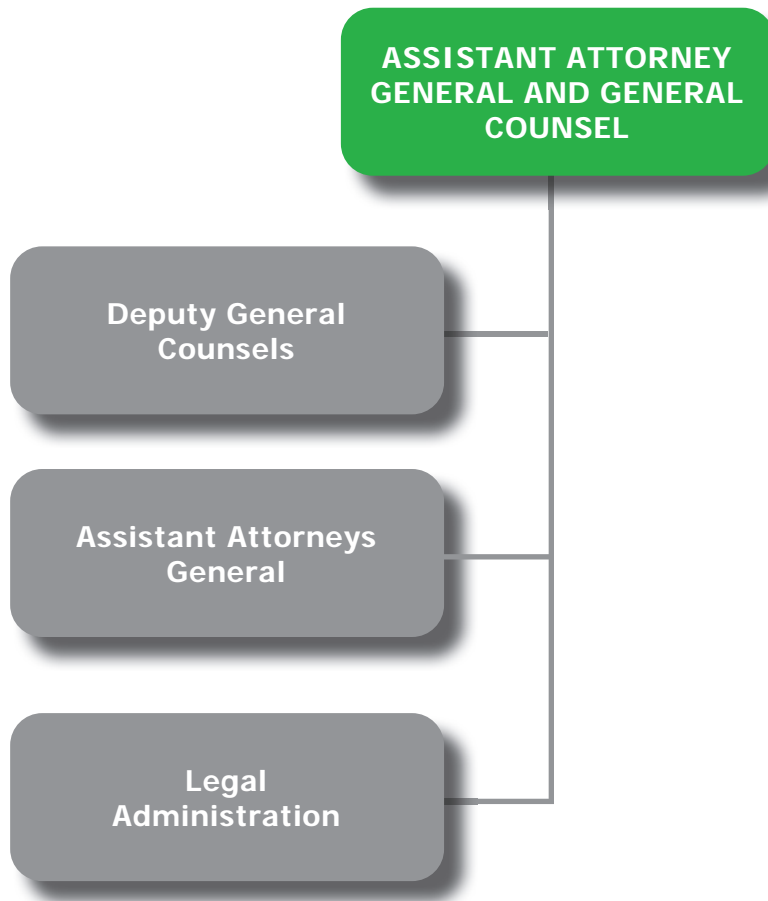 ASSISTANT ATTORNEY
GENERAL AND GENERAL
COUNSEL
Deputy General
Counsels
Assistant Attorneys
General
Legal
Administration